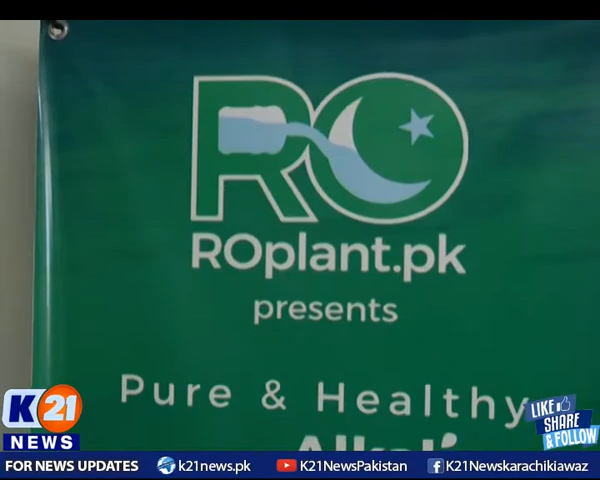 RO
ROplant.pk
presents
Pure & Healthy
K21
NEWS
LIKE
SHARE
& FOLLOW
FOR NEWS UPDATES k21news.pk K21NewsPakistan K21Newskarachikiawaz